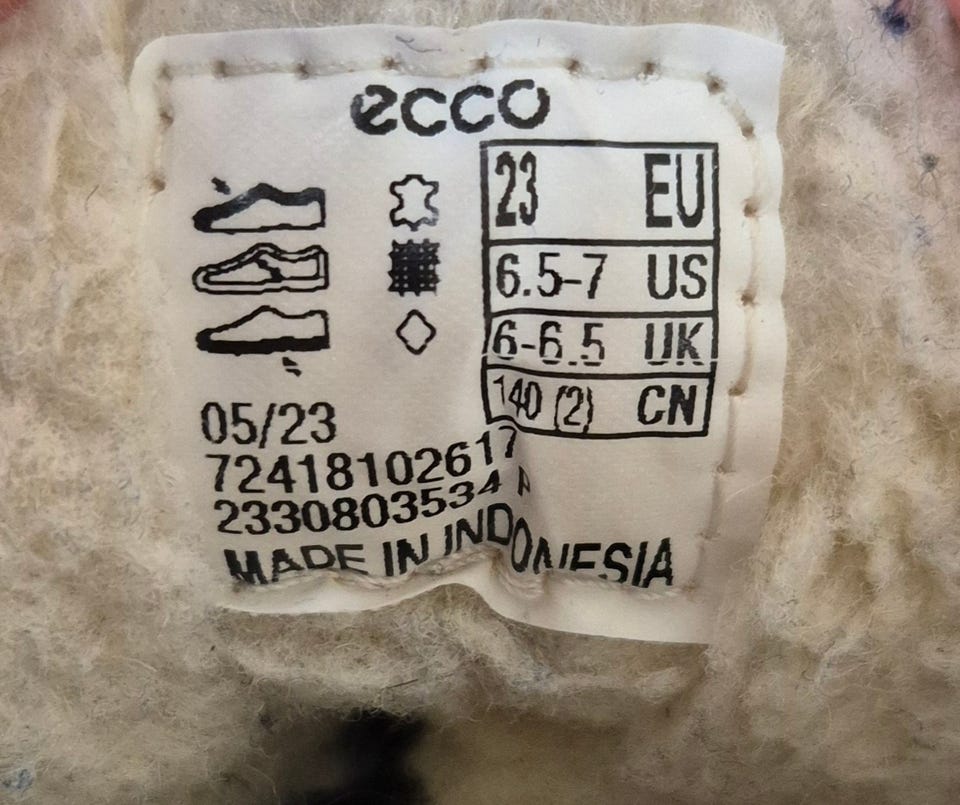 ecco
23 EU
6.5-7 US
6-6.5 UK
140 (2) CN
05/23
72418102617
2330803534 P
MADE IN INDONESIA